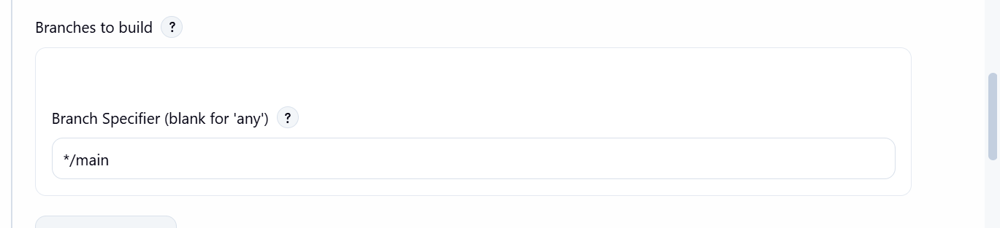 Branches to build ?
Branch Specifier (blank for 'any') ?
*/main